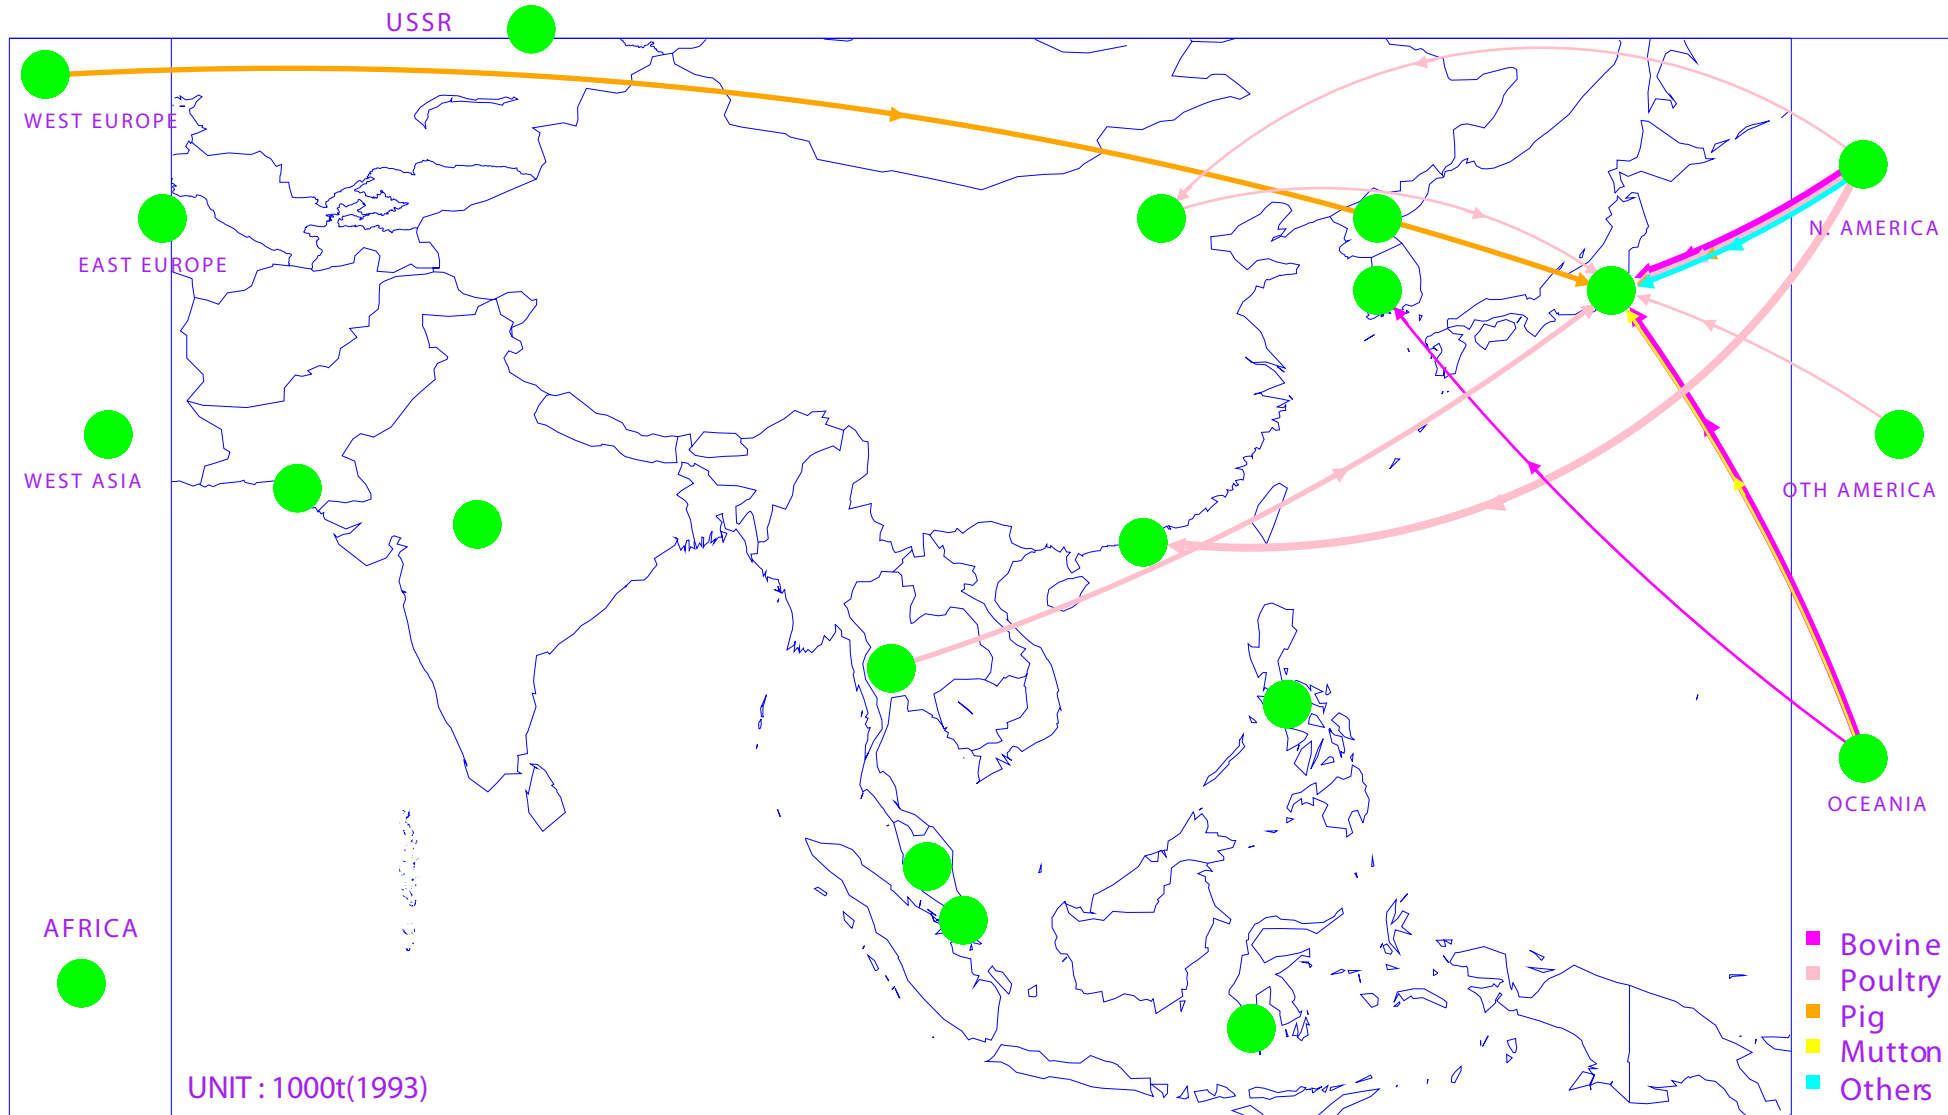 USSR
WEST EUROPE
N. AMERICA
EAST EUROPE
WEST ASIA
OTH AMERICA
OCEANIA
AFRICA
Bovine
Poultry
Pig
Mutton
Others
UNIT : 1000t(1993)